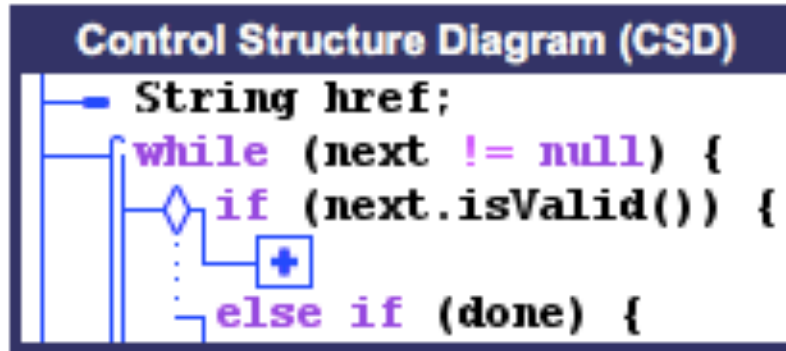 Control Structure Diagram (CSD)
String href;
while (next != null) {
if (next.isValid()) {
else if (done) {